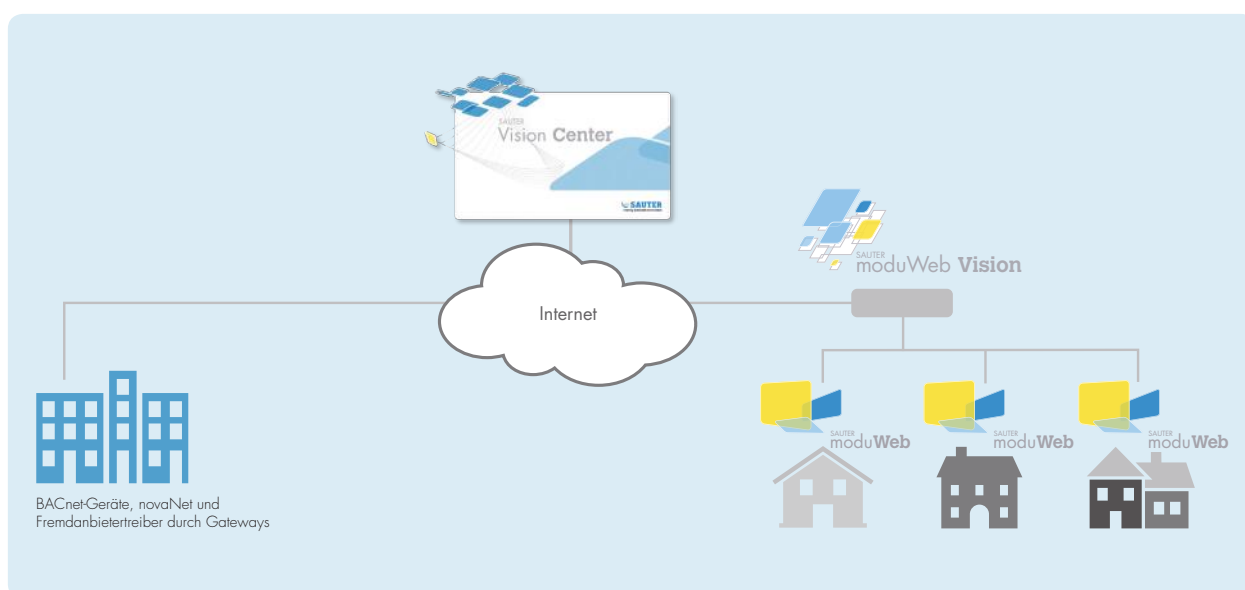 SAUTER
Vision Center
SAUTER
Internet
SAUTER
moduWeb Vision
SAUTER
moduWeb
SAUTER
moduWeb
SAUTER
moduWeb
BACnet-Geräte, novaNet und
Fremdanbietertreiber durch Gateways